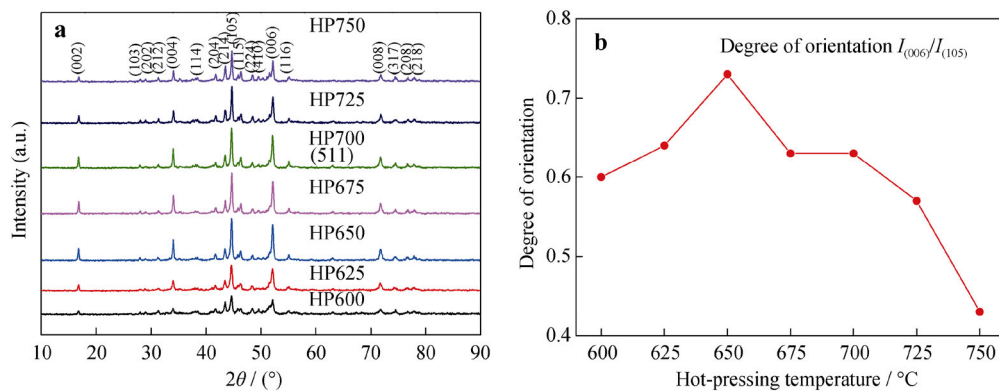 a
HP750
(002)
(103)
(202)
(212)
(004)
(114)
(204)
(214)
(105)
(115)
(224)
(410)
(006)
(116)
(008)
(317)
(208)
(218)
HP725
HP700
(511)
HP675
HP650
HP625
HP600
Intensity (a.u.)
10 20 30 40 50 60 70 80 90
2θ / (°)
b
Degree of orientation I(006)/I(105)
0.8
0.7
0.6
0.5
0.4
Degree of orientation
600 625 650 675 700 725 750
Hot-pressing temperature / °C